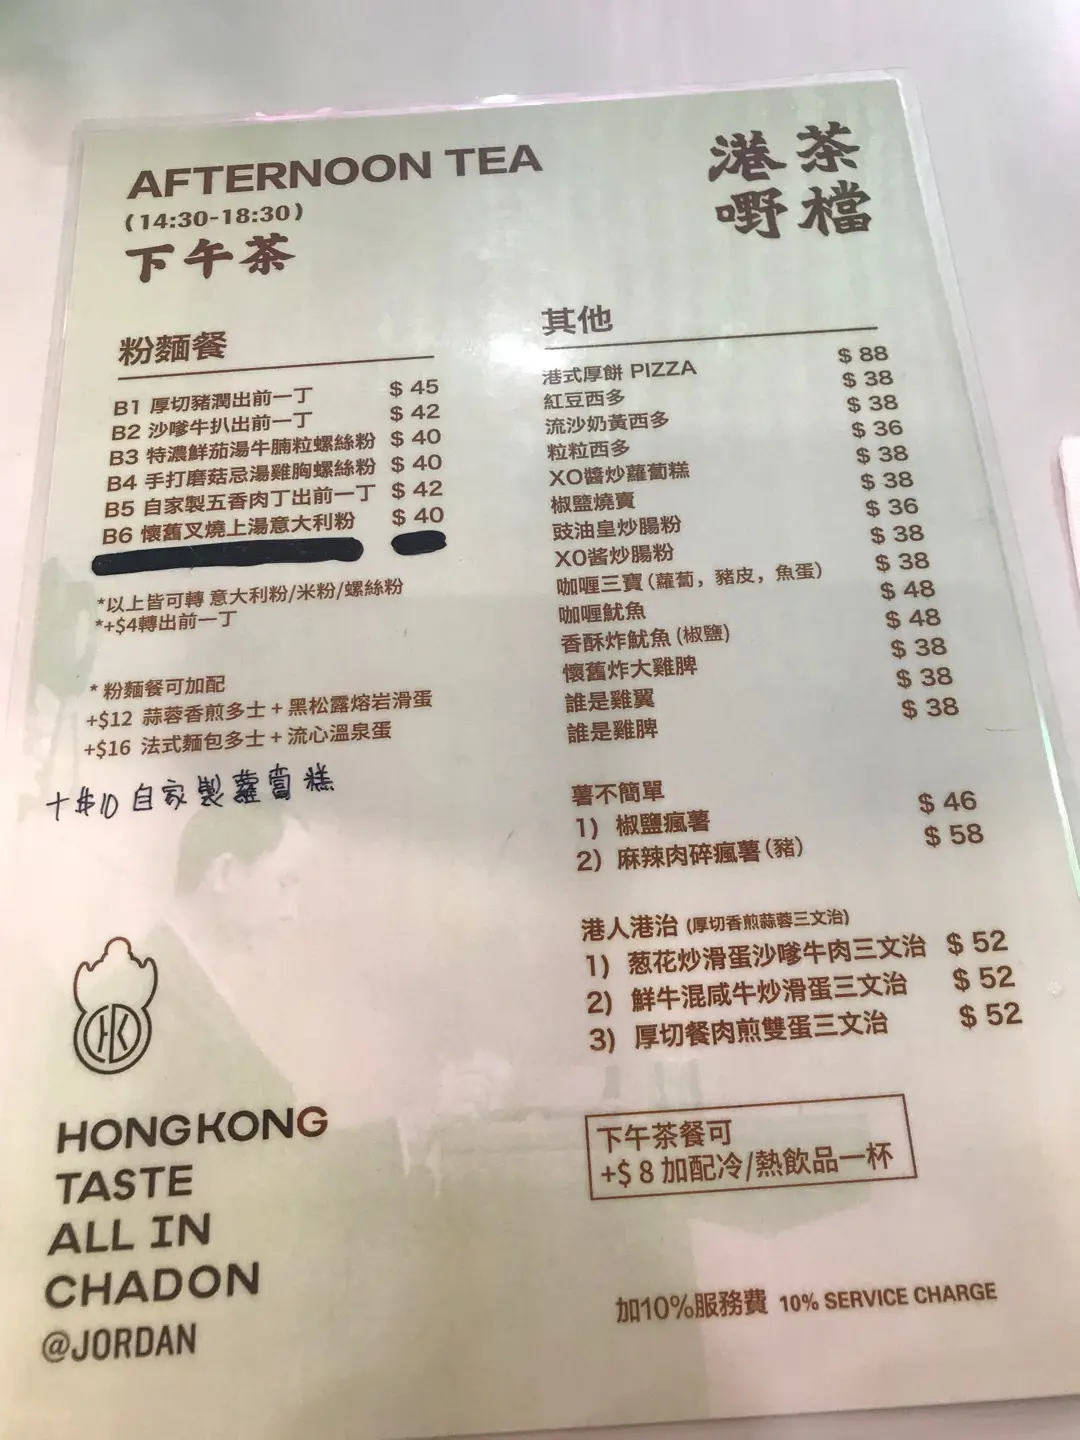 AFTERNOON TEA
(14:30-18:30)
下午茶
港茶
嘢檔
粉麵餐
B1 厚切豬潤出前一丁 $ 45
B2 沙嗲牛扒出前一丁 $ 42
B3 特濃鮮茄湯牛腩粒螺絲粉 $ 40
B4 手打磨菇忌湯雞胸螺絲粉 $ 40
B5 自家製五香肉丁出前一丁 $ 42
B6 懷舊叉燒上湯意大利粉 $ 40
*以上皆可轉 意大利粉/米粉/螺絲粉
*+$4轉出前一丁
* 粉麵餐可加配
+$12 蒜蓉香煎多士 + 黑松露熔岩滑蛋
+$16 法式麵包多士 + 流心溫泉蛋
+$10 自家製蘿蔔糕
其他
港式厚餅 PIZZA $ 88
紅豆西多 $ 38
流沙奶黃西多 $ 38
粒粒西多 $ 36
XO醬炒蘿蔔糕 $ 38
椒鹽燒賣 $ 38
豉油皇炒腸粉 $ 36
XO酱炒腸粉 $ 38
咖喱三寶 (蘿蔔，豬皮，魚蛋) $ 38
咖喱魷魚 $ 48
香酥炸魷魚 (椒鹽) $ 48
懷舊炸大雞脾 $ 38
誰是雞翼 $ 38
誰是雞脾 $ 38
薯不簡單
1) 椒鹽瘋薯 $ 46
2) 麻辣肉碎瘋薯 (豬) $ 58
港人港治 (厚切香煎蒜蓉三文治)
1) 葱花炒滑蛋沙嗲牛肉三文治 $ 52
2) 鮮牛混咸牛炒滑蛋三文治 $ 52
3) 厚切餐肉煎雙蛋三文治 $ 52
下午茶餐可
+$ 8 加配冷/熱飲品一杯
HK
HONG KONG
TASTE
ALL IN
CHADON
@JORDAN
加10%服務費 10% SERVICE CHARGE